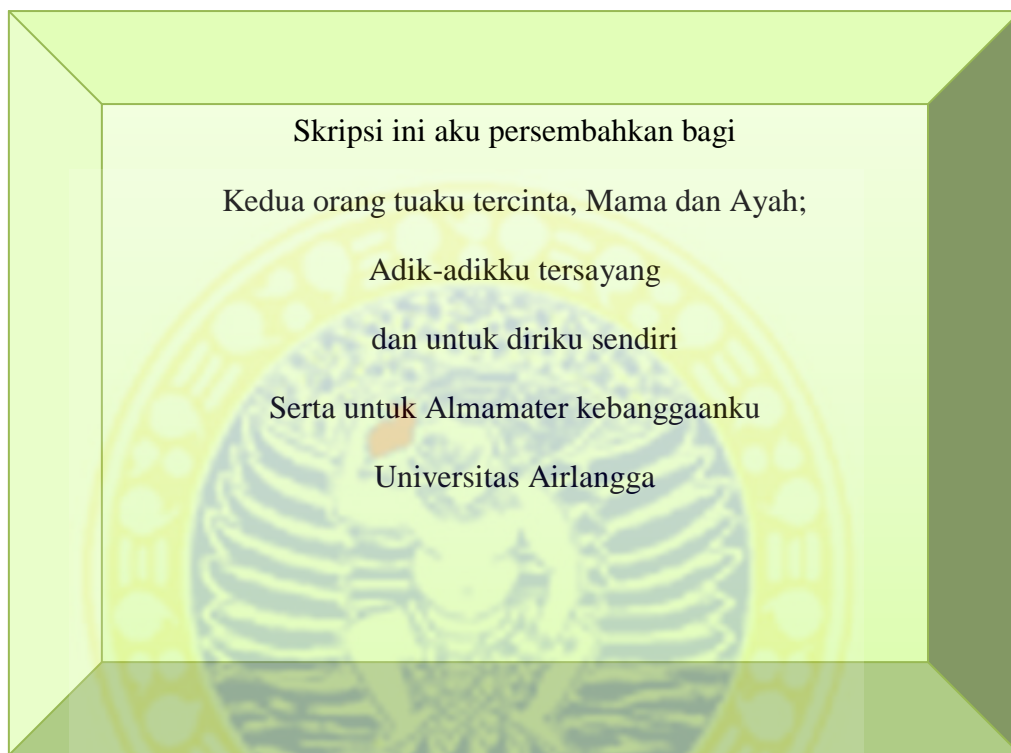 Skripsi ini aku persembahkan bagi
Kedua orang tuaku tercinta, Mama dan Ayah;
Adik-adikku tersayang
dan untuk diriku sendiri
Serta untuk Almamater kebanggaanku
Universitas Airlangga